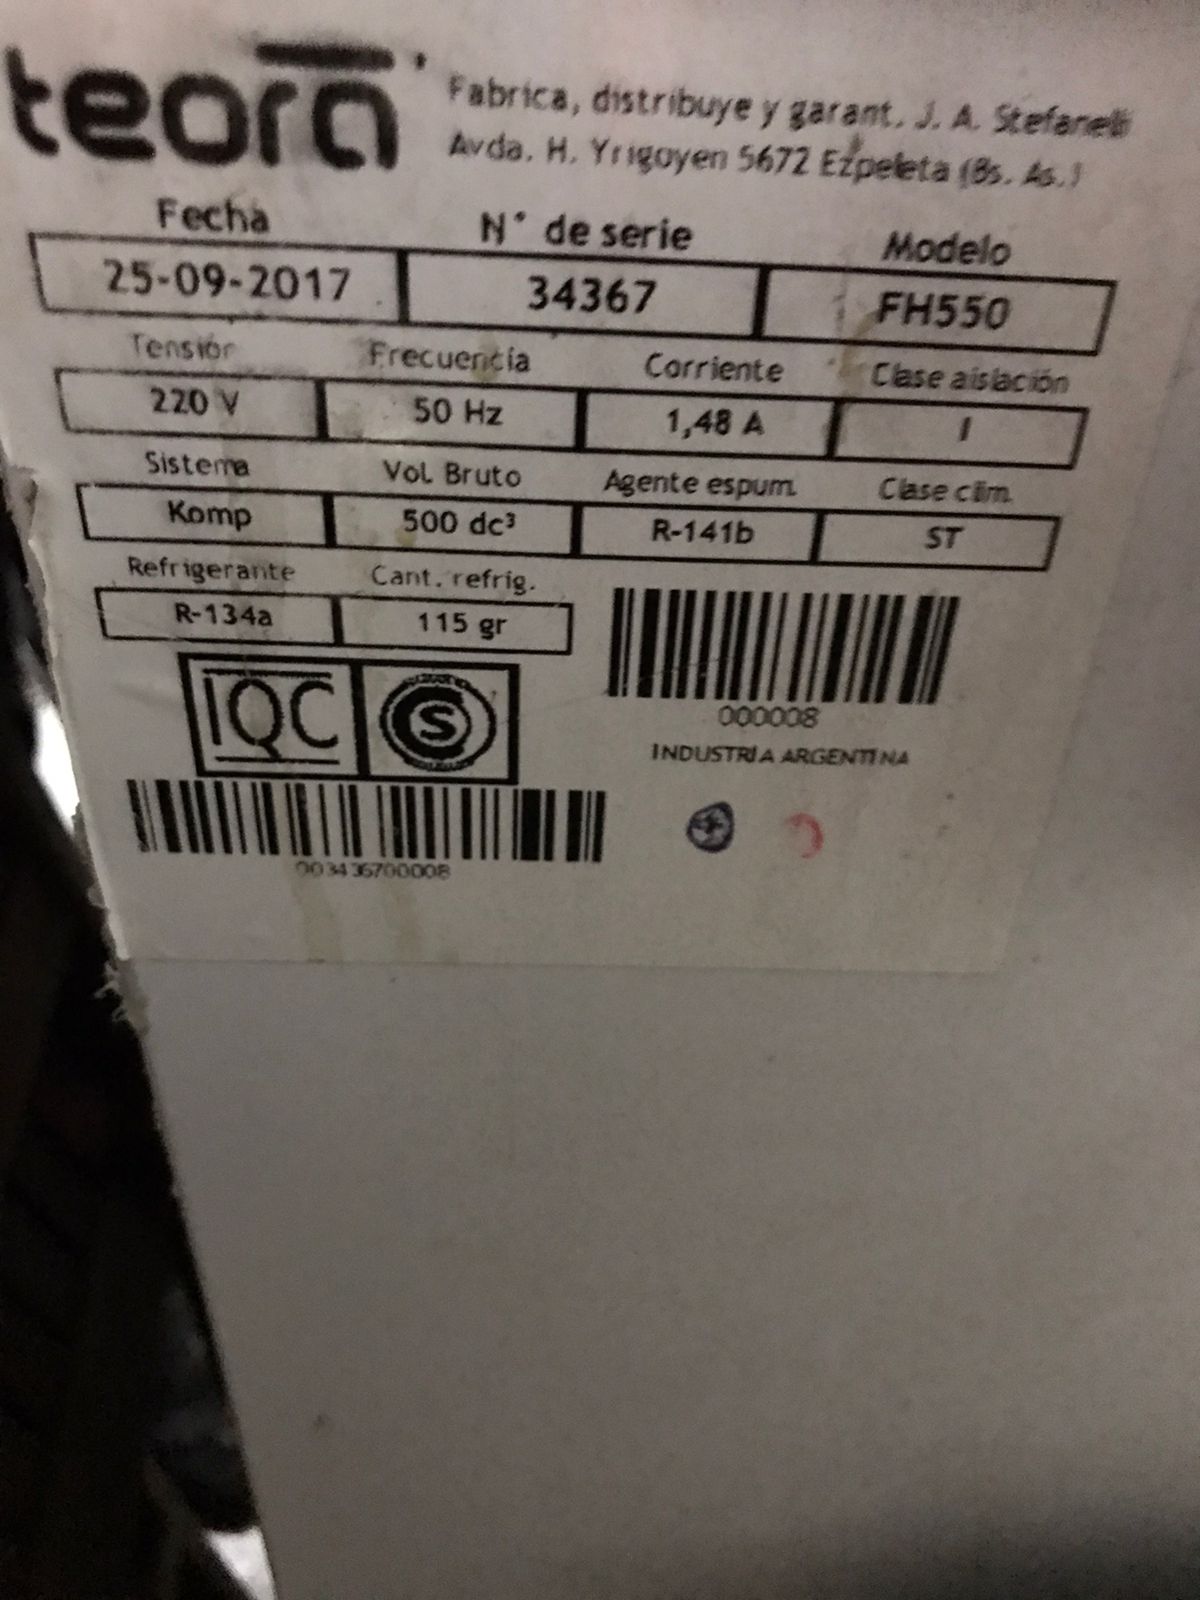 teora
Fabrica, distribuye y garant. J. A. Stefanelli
Avda. H. Yrigoyen 5672 Ezpeleta (Bs. As.)
Fecha N° de serie Modelo
25-09-2017 34367 FH550
Tensión Frecuencia Corriente Clase aislación
220 V 50 Hz 1,48 A I
Sistema Vol. Bruto Agente espum. Clase clim.
Komp 500 dc³ R-141b ST
Refrigerante Cant. refrig.
R-134a 115 gr
IQC S
000008
INDUSTRIA ARGENTINA
003436700008